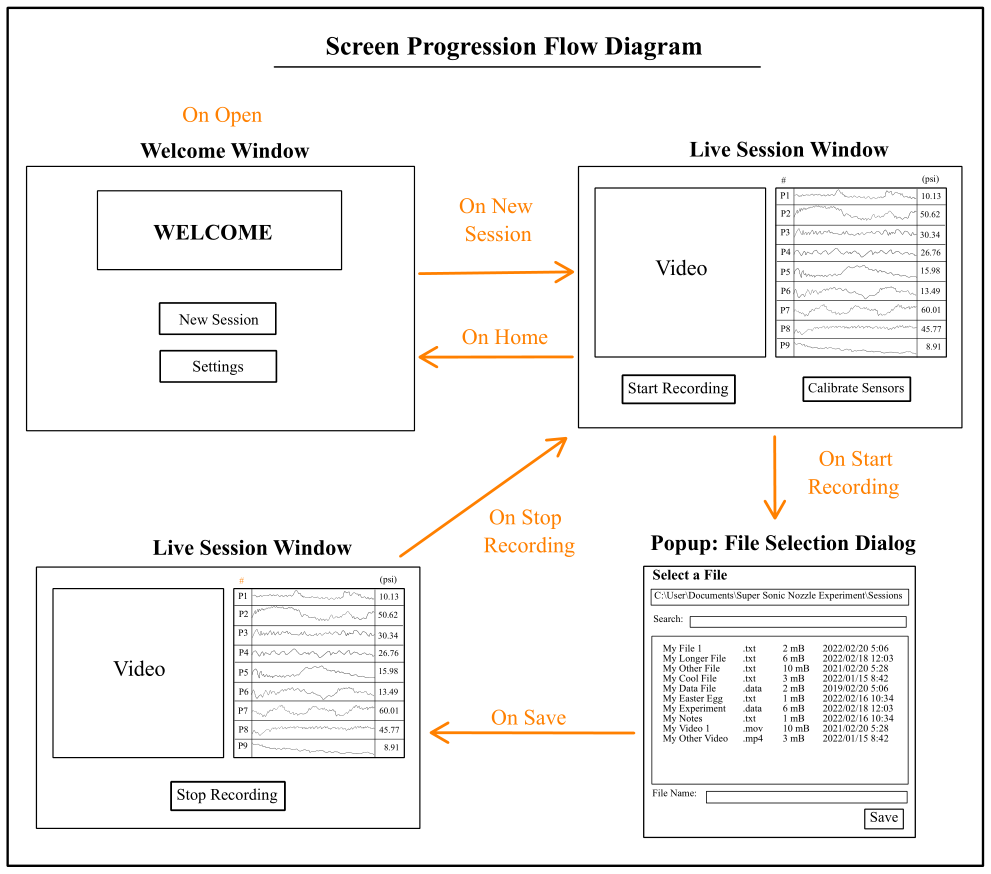 Screen Progression Flow Diagram
On Open
Welcome Window
WELCOME
New Session
Settings
On New
Session
On Home
Live Session Window
Video
# (psi)
P1 10.13
P2 50.62
P3 30.34
P4 26.76
P5 15.98
P6 13.49
P7 60.01
P8 45.77
P9 8.91
Start Recording
Calibrate Sensors
On Start
Recording
On Stop
Recording
Popup: File Selection Dialog
Select a File
C:\User\Documents\Super Sonic Nozzle Experiment\Sessions
Search:
My File 1 .txt 2 mB 2022/02/20 5:06
My Longer File .txt 6 mB 2022/02/18 12:03
My Other File .txt 10 mB 2021/02/20 5:28
My Cool File .txt 3 mB 2022/01/15 8:42
My Data File .data 2 mB 2019/02/20 5:06
My Easter Egg .txt 1 mB 2022/02/16 10:34
My Experiment .data 6 mB 2022/02/18 12:03
My Notes .txt 1 mB 2022/02/16 10:34
My Video 1 .mov 10 mB 2021/02/20 5:28
My Other Video .mp4 3 mB 2022/01/15 8:42
File Name:
Save
On Save
Live Session Window
Video
# (psi)
P1 10.13
P2 50.62
P3 30.34
P4 26.76
P5 15.98
P6 13.49
P7 60.01
P8 45.77
P9 8.91
Stop Recording